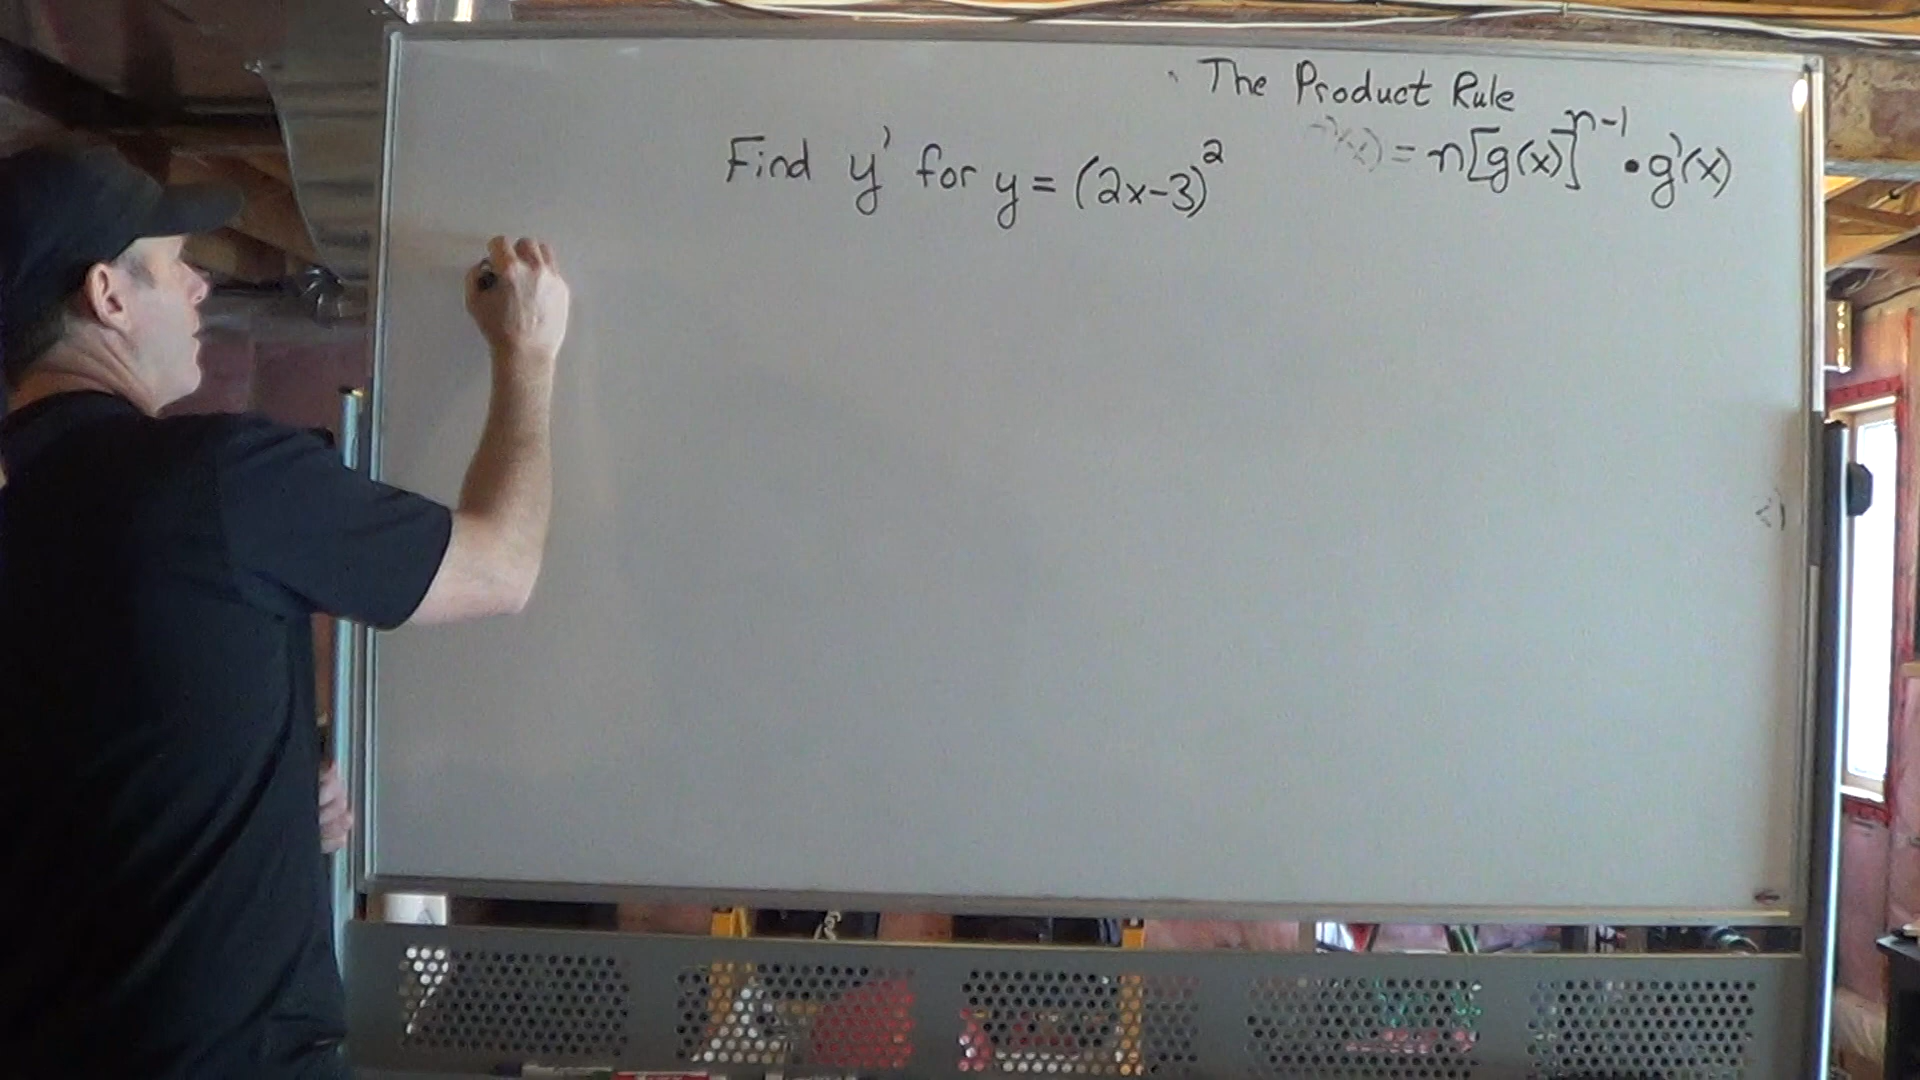 The Product Rule
Find y' for y = (2x-3)²
= n[g(x)]ⁿ⁻¹ • g'(x)